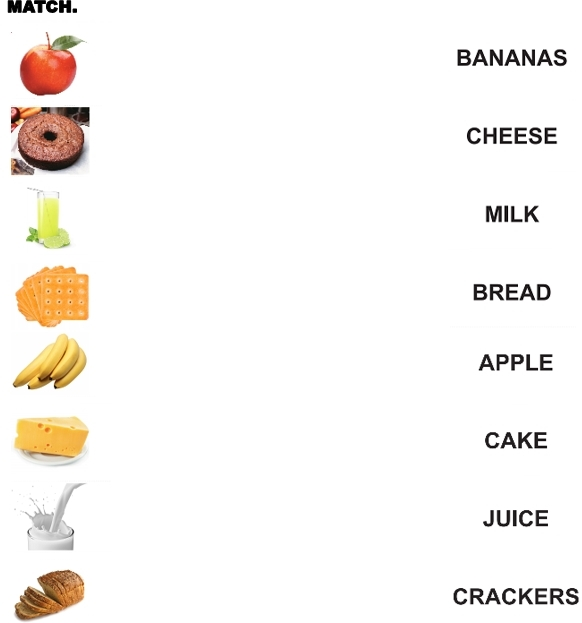 MATCH.
BANANAS
CHEESE
MILK
BREAD
APPLE
CAKE
JUICE
CRACKERS